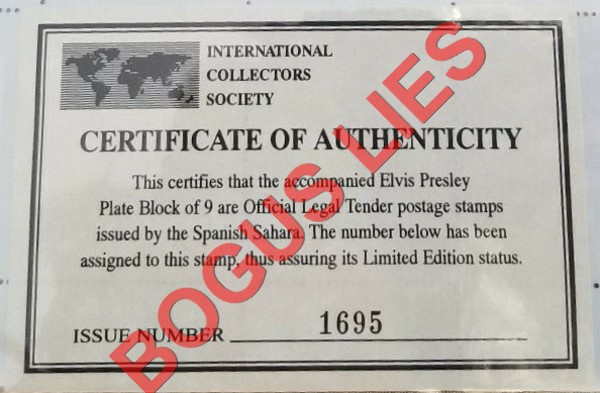 INTERNATIONAL
COLLECTORS
SOCIETY
CERTIFICATE OF AUTHENTICITY
This certifies that the accompanied Elvis Presley
Plate Block of 9 are Official Legal Tender postage stamps
issued by the Spanish Sahara. The number below has been
assigned to this stamp, thus assuring its Limited Edition status.
ISSUE NUMBER 1695
BOGUS LIES